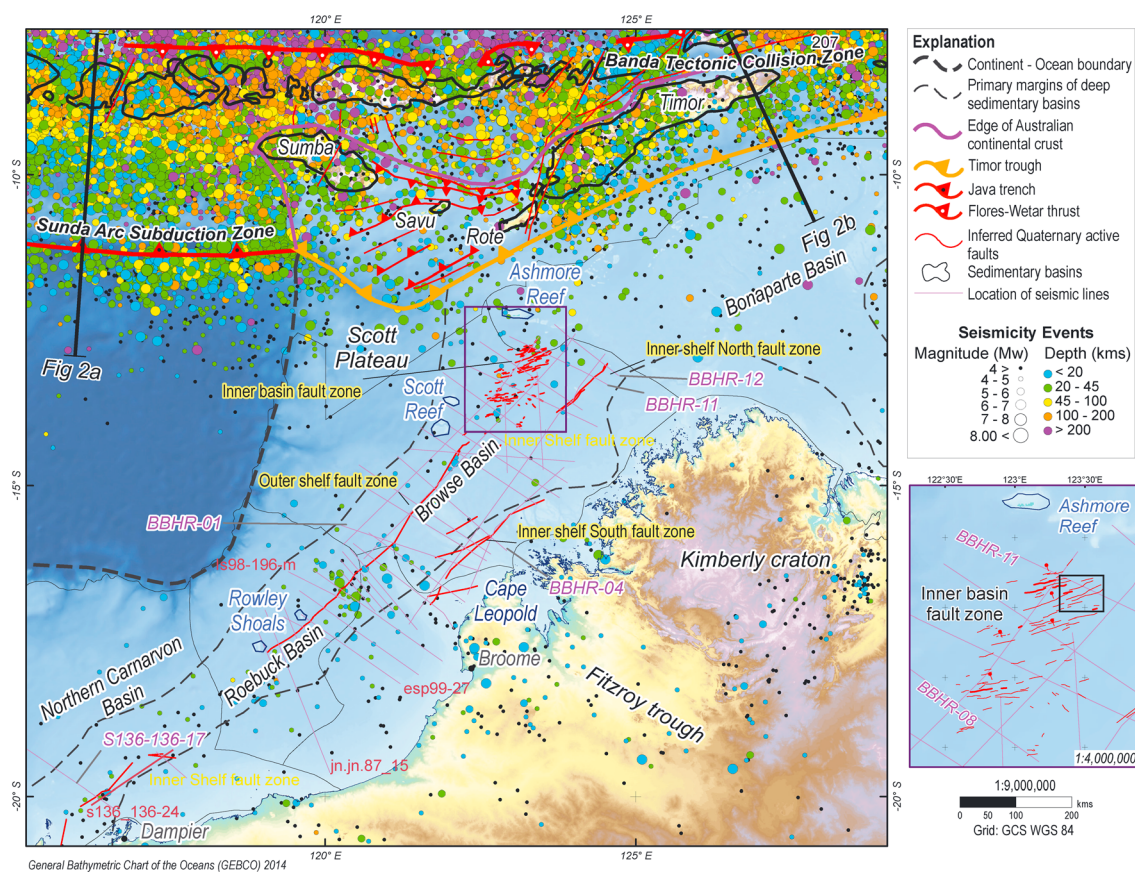 120° E
125° E
207
Banda Tectonic Collision Zone
Timor
Sumba
-10° S
-10° S
Savu
Rote
Sunda Arc Subduction Zone
Fig 2b
Ashmore
Reef
Bonaparte Basin
Scott
Plateau
Fig 2a
Inner-shelf North fault zone
Inner basin fault zone
BBHR-12
Scott
Reef
BBHR-11
Inner Shelf fault zone
Browse Basin
-15° S
-15° S
Outer shelf fault zone
BBHR-01
Inner shelf South fault zone
Kimberly craton
ls98-196-m
Rowley
Shoals
Cape
Leopold
BBHR-04
Roebuck Basin
Broome
Northern Carnarvon
Basin
esp99-27
Fitzroy trough
S136-136-17
jn.jn.87_15
Inner Shelf fault zone
-20° S
-20° S
s136_136-24
Dampier
120° E
125° E
General Bathymetric Chart of the Oceans (GEBCO) 2014
Explanation
Continent - Ocean boundary
Primary margins of deep
sedimentary basins
Edge of Australian
continental crust
Timor trough
Java trench
Flores-Wetar thrust
Inferred Quaternary active
faults
Sedimentary basins
Location of seismic lines
Seismicity Events
Magnitude (Mw) Depth (kms)
4 > < 20
4 - 5 20 - 45
5 - 6 45 - 100
6 - 7 100 - 200
7 - 8 > 200
8.00 <
122°30'E 123°E 123°30'E
Ashmore
Reef
BBHR-11
Inner basin
fault zone
BBHR-08
1:4,000,000
1:9,000,000
0 50 100 200 kms
Grid: GCS WGS 84